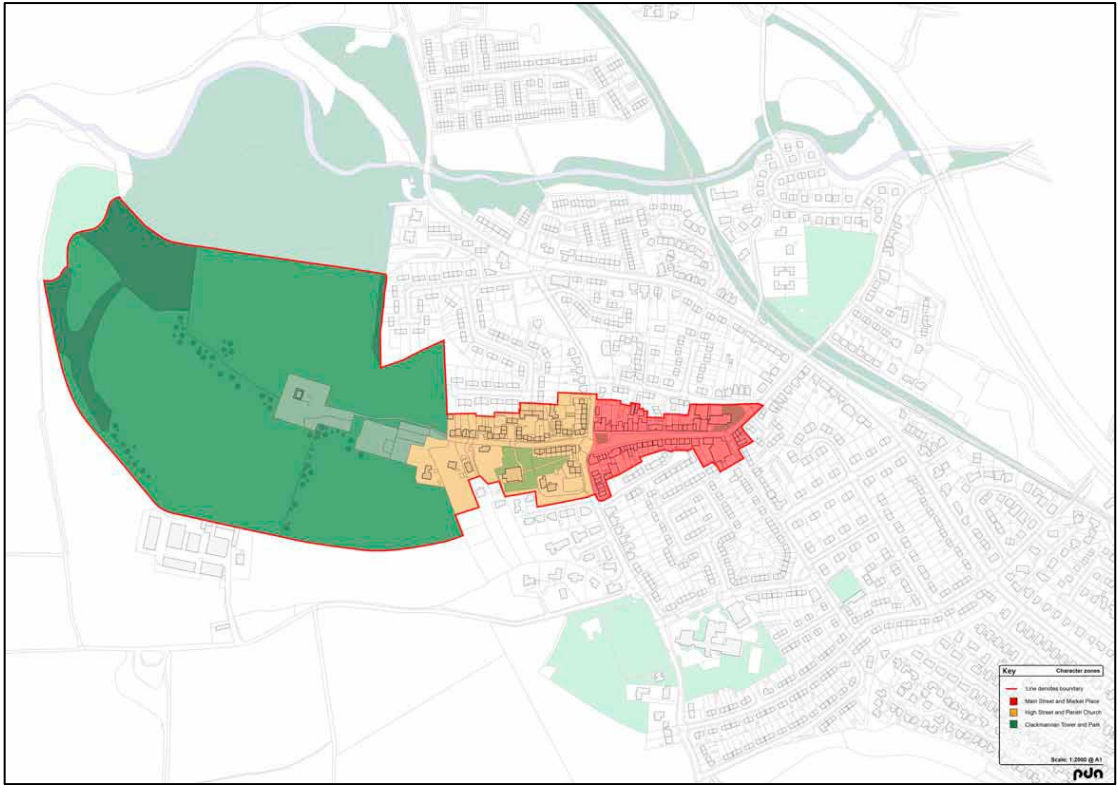 Key Character zones
Line denotes boundary
Main Street and Market Place
High Street and Parish Church
Clackmannan Tower and Park
Scale: 1:2000 @ A1
pdn